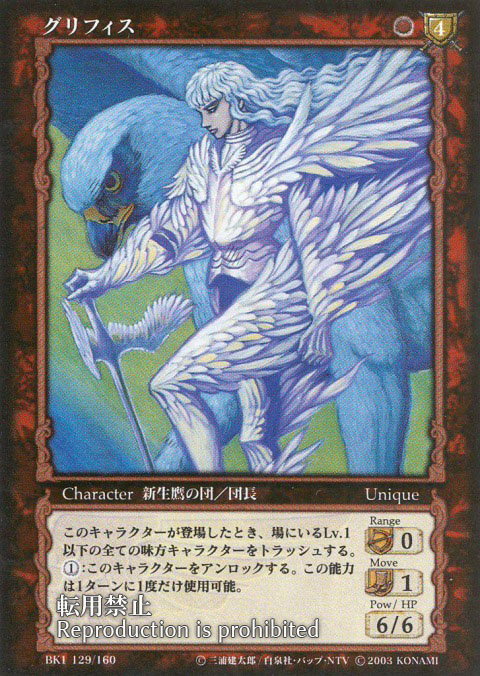 グリフィス
4
Character 新生鷹の団／団長 Unique
このキャラクターが登場したとき、場にいるLv.1
以下の全ての味方キャラクターをトラッシュする。
①:このキャラクターをアンロックする。この能力
は1ターンに1度だけ使用可能。
Range
0
Move
1
Pow/ HP
6/6
転用禁止
Reproduction is prohibited
BK1 129/160
© 三浦建太郎／白泉社・バップ・NTV © 2003 KONAMI